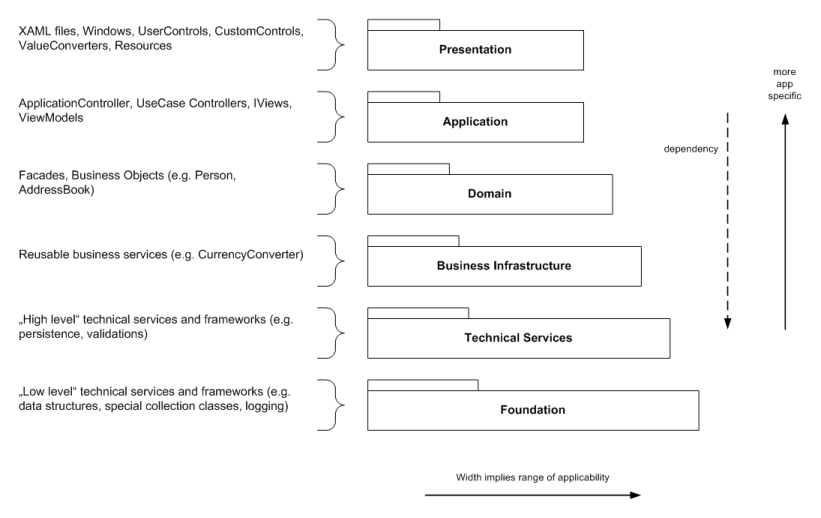 XAML files, Windows, UserControls, CustomControls,
ValueConverters, Resources
Presentation
more
app
specific
ApplicationController, UseCase Controllers, IViews,
ViewModels
Application
dependency
Facades, Business Objects (e.g. Person,
AddressBook)
Domain
Reusable business services (e.g. CurrencyConverter)
Business Infrastructure
„High level“ technical services and frameworks (e.g.
persistence, validations)
Technical Services
„Low level“ technical services and frameworks (e.g.
data structures, special collection classes, logging)
Foundation
Width implies range of applicability